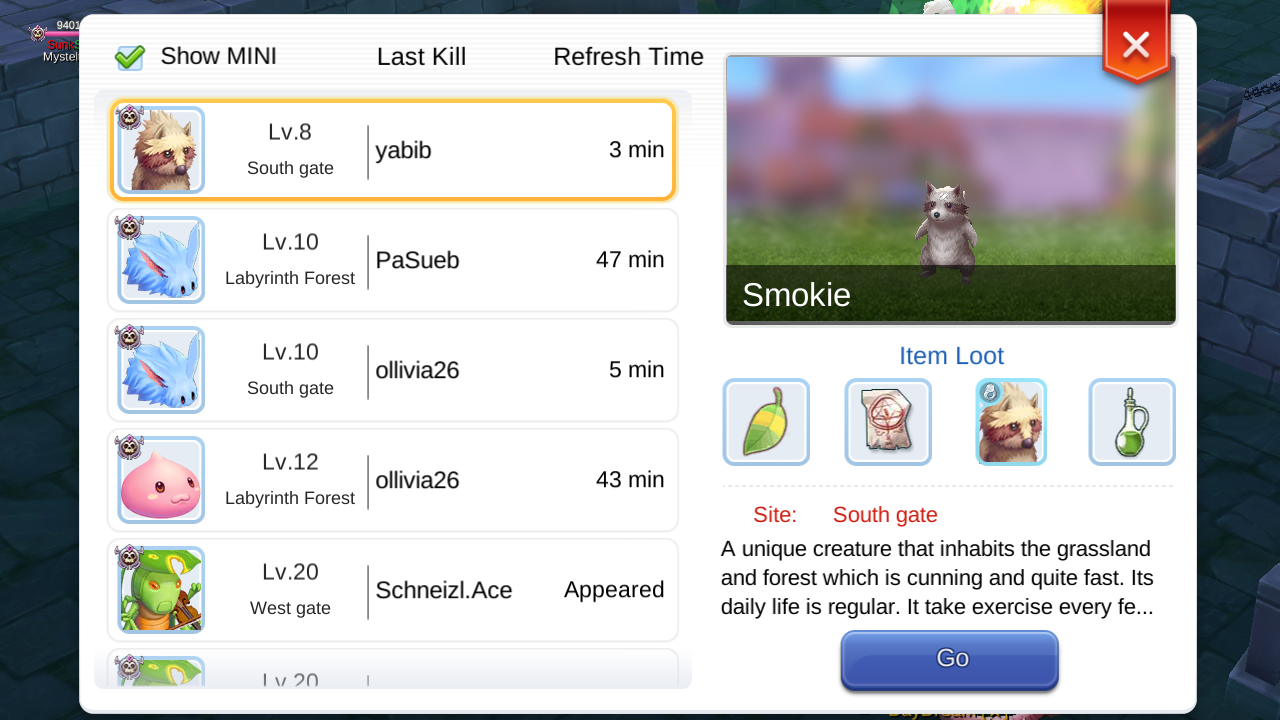 9401
Show MINI Last Kill Refresh Time
Lv.8
South gate
yabib
3 min
Lv.10
Labyrinth Forest
PaSueb
47 min
Lv.10
South gate
ollivia26
5 min
Lv.12
Labyrinth Forest
ollivia26
43 min
Lv.20
West gate
Schneizl.Ace
Appeared
Lv.20
Smokie
Item Loot
Site: South gate
A unique creature that inhabits the grassland
and forest which is cunning and quite fast. Its
daily life is regular. It take exercise every fe...
Go